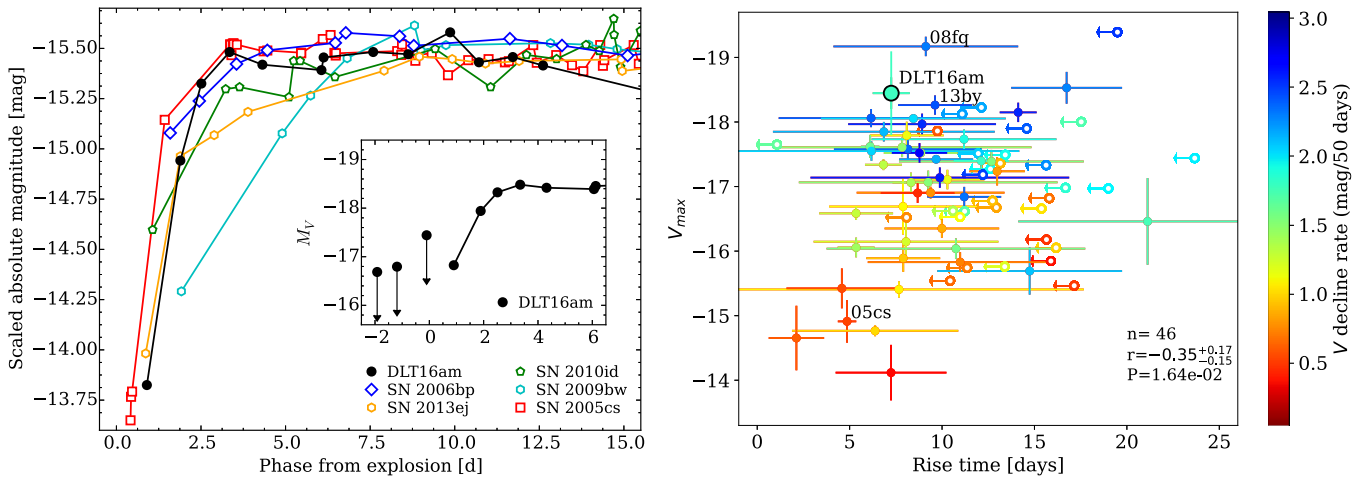 Scaled absolute magnitude [mag]
−15.50
−15.25
−15.00
−14.75
−14.50
−14.25
−14.00
−13.75
0.0 2.5 5.0 7.5 10.0 12.5 15.0
Phase from explosion [d]
M_V
−19
−18
−17
−16
−2 0 2 4 6
DLT16am
DLT16am
SN 2006bp
SN 2013ej
SN 2010id
SN 2009bw
SN 2005cs
V_max
−19
−18
−17
−16
−15
−14
0 5 10 15 20 25
Rise time [days]
08fq
DLT16am
13by
05cs
n= 46
r=−0.35+0.17−0.15
P=1.64e-02
3.0
2.5
2.0
1.5
1.0
0.5
V decline rate (mag/50 days)